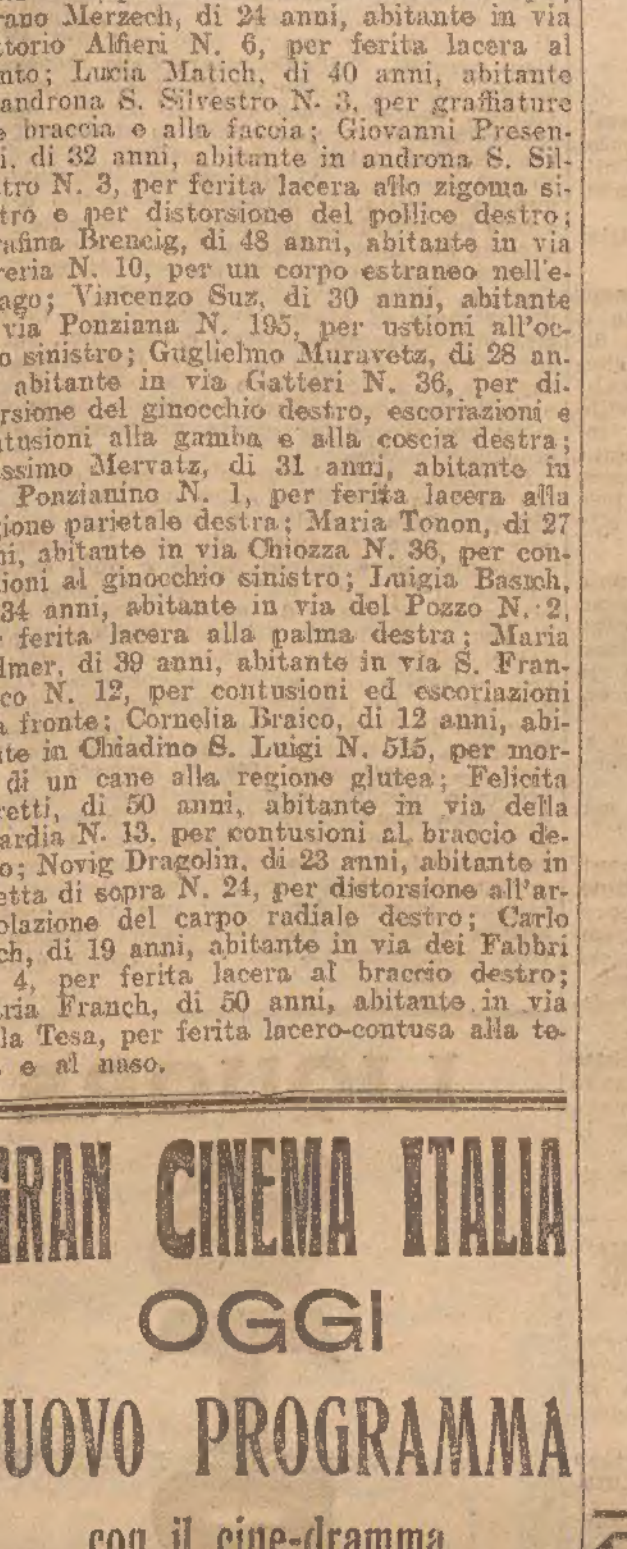 rano Merzech, di 24 anni, abitante in via
ttorio Alfieri N. 6, per ferita lacera al
nto; Lucia Matich, di 40 anni, abitante
androna S. Silvestro N. 3, per graffiature
e braccia e alla faccia; Giovanni Presen-
i, di 32 anni, abitante in androna S. Sil-
tro N. 3, per ferita lacera allo zigoma si-
tro e per distorsione del pollice destro;
rafina Brencig, di 48 anni, abitante in via
reria N. 10, per un corpo estraneo nell'e-
ago; Vincenzo Suz, di 30 anni, abitante
via Ponziana N. 195, per ustioni all'oc-
o sinistro; Guglielmo Muravetz, di 28 an-
abitante in via Gatteri N. 36, per di-
rsione del ginocchio destro, escoriazioni e
ntusioni alla gamba e alla coscia destra;
assimo Mervatz, di 31 anni, abitante in
Ponzianino N. 1, per ferita lacera alla
gione parietale destra; Maria Tonon, di 27
ni, abitante in via Chiozza N. 36, per con-
ioni al ginocchio sinistro; Luigia Basich,
34 anni, abitante in via del Pozzo N. 2,
r ferita lacera alla palma destra; Maria
lmer, di 39 anni, abitante in via S. Fran-
co N. 12, per contusioni ed escoriazioni
a fronte; Cornelia Braico, di 12 anni, abi-
te in Chiadino S. Luigi N. 515, per mor-
di un cane alla regione glutea; Felicita
retti, di 50 anni, abitante in via della
ardia N. 13, per contusioni al braccio de-
o; Novig Dragolin, di 23 anni, abitante in
etta di sopra N. 24, per distorsione all'ar-
olazione del carpo radiale destro; Carlo
ch, di 19 anni, abitante in via dei Fabbri
4, per ferita lacera al braccio destro;
aria Franch, di 50 anni, abitante in via
la Tesa, per ferita lacero-contusa alla te-
e al naso.
GRAN CINEMA ITALIA
OGGI
UOVO PROGRAMMA
con il cine-dramma